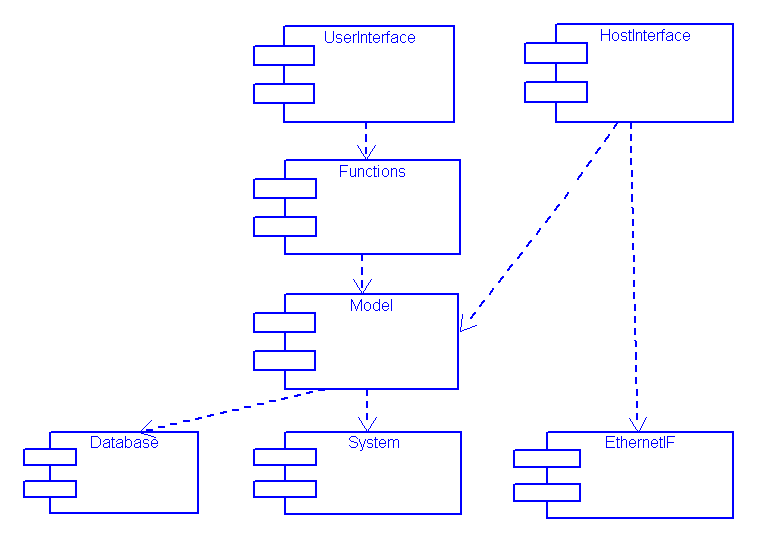 UserInterface
HostInterface
Functions
Model
Database
System
EthernetIF